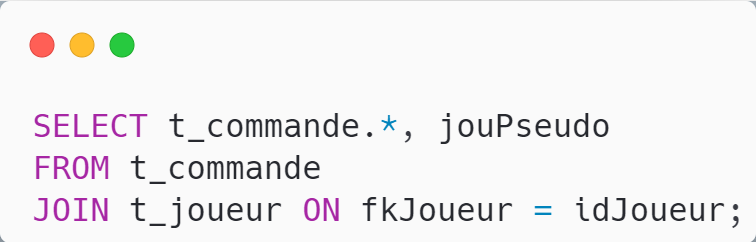 SELECT t_commande.*, jouPseudo
FROM t_commande
JOIN t_joueur ON fkJoueur = idJoueur;